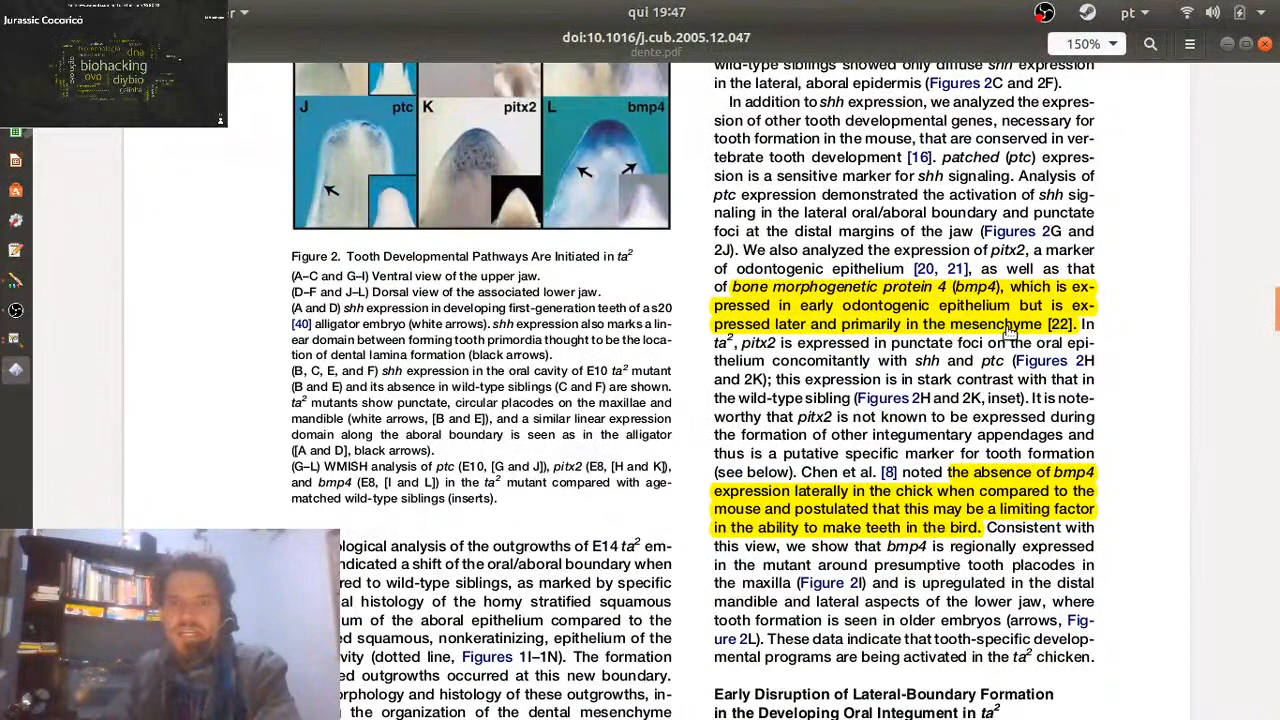 Jurassic Cocoricó
dna
biohacking
ovo
diybio
galinha
qui 19:47
pt
doi:10.1016/j.cub.2005.12.047
dente.pdf
150%
J
ptc
K
pitx2
L
bmp4
Figure 2. Tooth Developmental Pathways Are Initiated in ta2
(A–C and G–I) Ventral view of the upper jaw.
(D–F and J–L) Dorsal view of the associated lower jaw.
(A and D) shh expression in developing first-generation teeth of a s20
[40] alligator embryo (white arrows). shh expression also marks a lin-
ear domain between forming tooth primordia thought to be the loca-
tion of dental lamina formation (black arrows).
(B, C, E, and F) shh expression in the oral cavity of E10 ta2 mutant
(B and E) and its absence in wild-type siblings (C and F) are shown.
ta2 mutants show punctate, circular placodes on the maxillae and
mandible (white arrows, [B and E]), and a similar linear expression
domain along the aboral boundary is seen as in the alligator
([A and D], black arrows).
(G–L) WMISH analysis of ptc (E10, [G and J]), pitx2 (E8, [H and K]),
and bmp4 (E8, [I and L]) in the ta2 mutant compared with age-
matched wild-type siblings (inserts).
ological analysis of the outgrowths of E14 ta2 em-
indicated a shift of the oral/aboral boundary when
red to wild-type siblings, as marked by specific
al histology of the horny stratified squamous
um of the aboral epithelium compared to the
ed squamous, nonkeratinizing, epithelium of the
vity (dotted line, Figures 1I–1N). The formation
ed outgrowths occurred at this new boundary.
orphology and histology of these outgrowths, in-
the organization of the dental mesenchyme
wild-type siblings showed only diffuse shh expression
in the lateral, aboral epidermis (Figures 2C and 2F).
In addition to shh expression, we analyzed the expres-
sion of other tooth developmental genes, necessary for
tooth formation in the mouse, that are conserved in ver-
tebrate tooth development [16]. patched (ptc) expres-
sion is a sensitive marker for shh signaling. Analysis of
ptc expression demonstrated the activation of shh sig-
naling in the lateral oral/aboral boundary and punctate
foci at the distal margins of the jaw (Figures 2G and
2J). We also analyzed the expression of pitx2, a marker
of odontogenic epithelium [20, 21], as well as that
of bone morphogenetic protein 4 (bmp4), which is ex-
pressed in early odontogenic epithelium but is ex-
pressed later and primarily in the mesenchyme [22]. In
ta2, pitx2 is expressed in punctate foci on the oral epi-
thelium concomitantly with shh and ptc (Figures 2H
and 2K); this expression is in stark contrast with that in
the wild-type sibling (Figures 2H and 2K, inset). It is note-
worthy that pitx2 is not known to be expressed during
the formation of other integumentary appendages and
thus is a putative specific marker for tooth formation
(see below). Chen et al. [8] noted the absence of bmp4
expression laterally in the chick when compared to the
mouse and postulated that this may be a limiting factor
in the ability to make teeth in the bird. Consistent with
this view, we show that bmp4 is regionally expressed
in the mutant around presumptive tooth placodes in
the maxilla (Figure 2I) and is upregulated in the distal
mandible and lateral aspects of the lower jaw, where
tooth formation is seen in older embryos (arrows, Fig-
ure 2L). These data indicate that tooth-specific develop-
mental programs are being activated in the ta2 chicken.
Early Disruption of Lateral-Boundary Formation
in the Developing Oral Integument in ta2